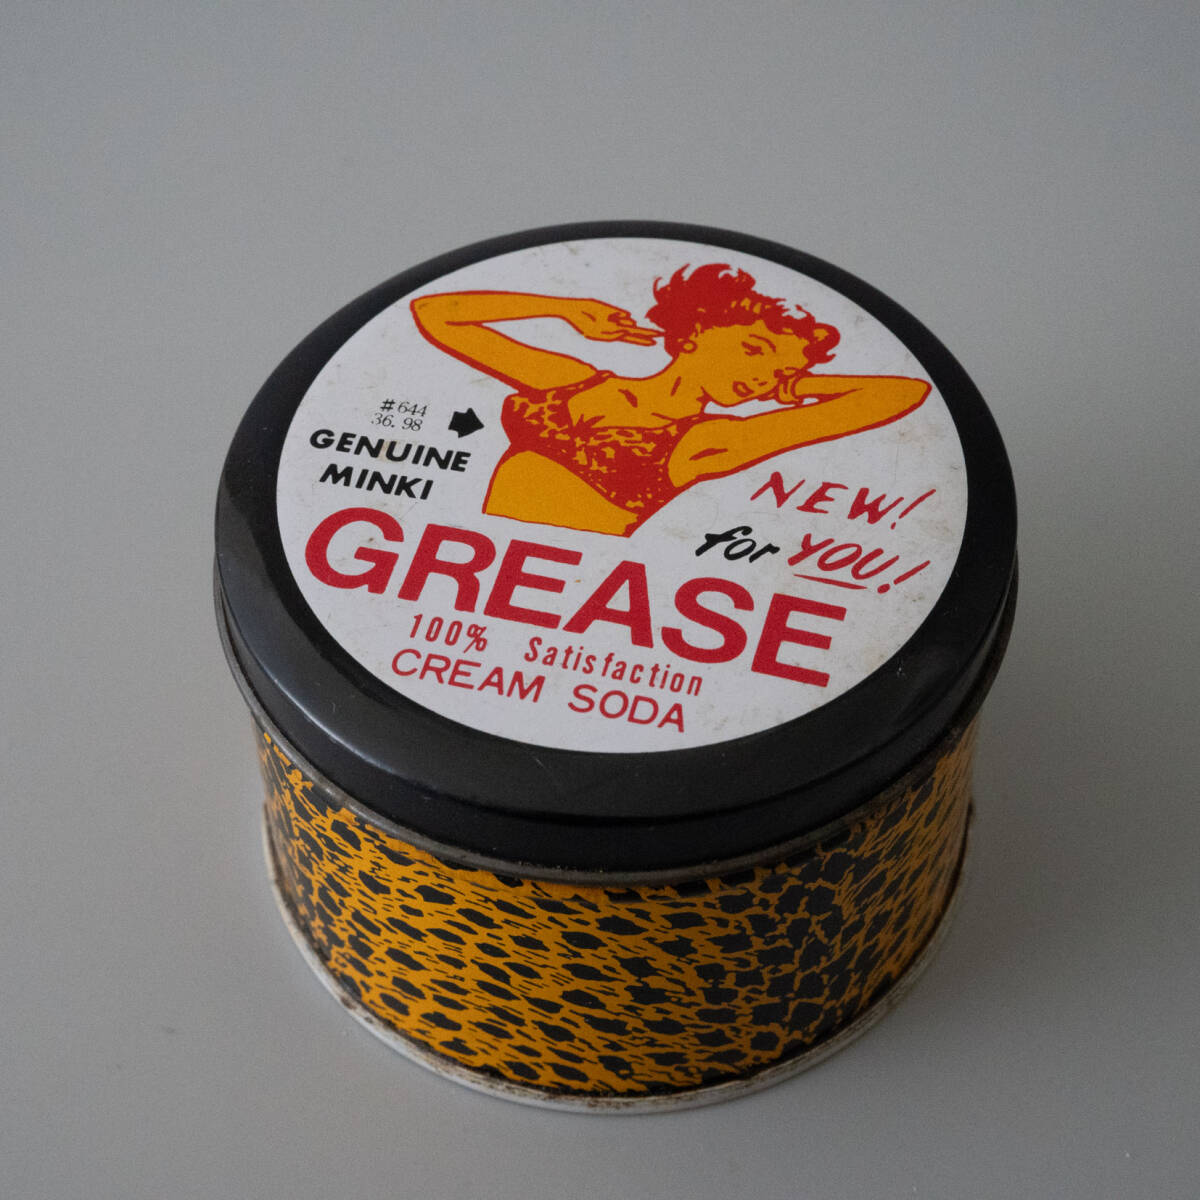 #644
36. 98
GENUINE
MINKI
NEW!
for YOU!
GREASE
100% Satisfaction
CREAM SODA